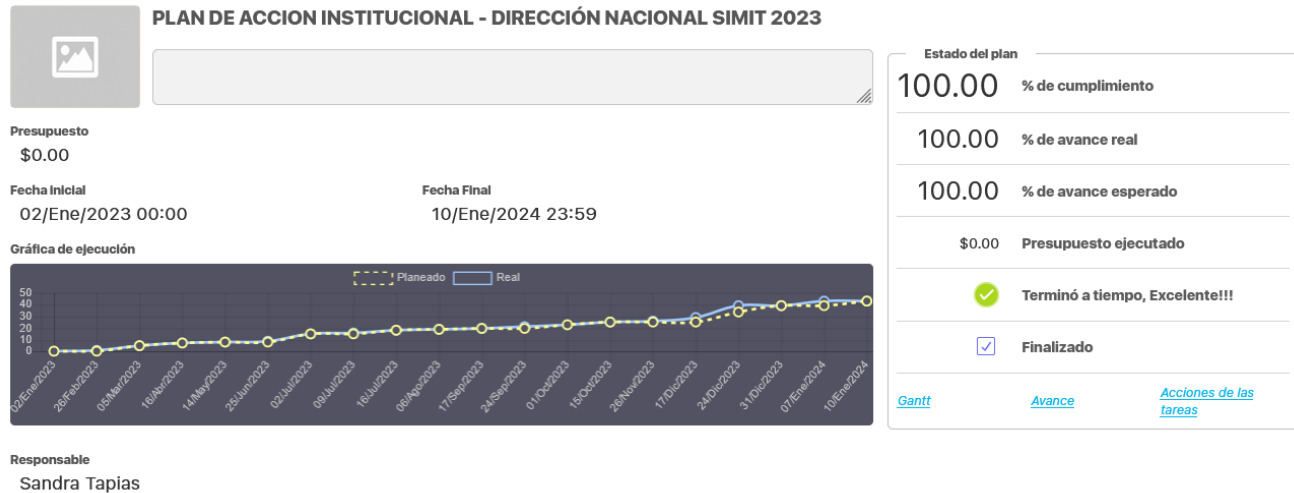 PLAN DE ACCION INSTITUCIONAL - DIRECCIÓN NACIONAL SIMIT 2023
Presupuesto
$0.00
Fecha Inicial
Fecha Final
02/Ene/2023 00:00
10/Ene/2024 23:59
Gráfica de ejecución
Planeado
Real
50
40
30
20
10
0
02/Ene/2023
26/Feb/2023
05/Mar/2023
16/Abr/2023
14/May/2023
25/Jun/2023
02/Jul/2023
09/Jul/2023
16/Jul/2023
06/Ago/2023
17/Sep/2023
24/Sep/2023
01/Oct/2023
15/Oct/2023
26/Nov/2023
17/Dic/2023
24/Dic/2023
31/Dic/2023
07/Ene/2024
10/Ene/2024
Responsable
Sandra Tapias
Estado del plan
100.00 % de cumplimiento
100.00 % de avance real
100.00 % de avance esperado
$0.00 Presupuesto ejecutado
Terminó a tiempo, Excelente!!!
Finalizado
Gantt
Avance
Acciones de las
tareas